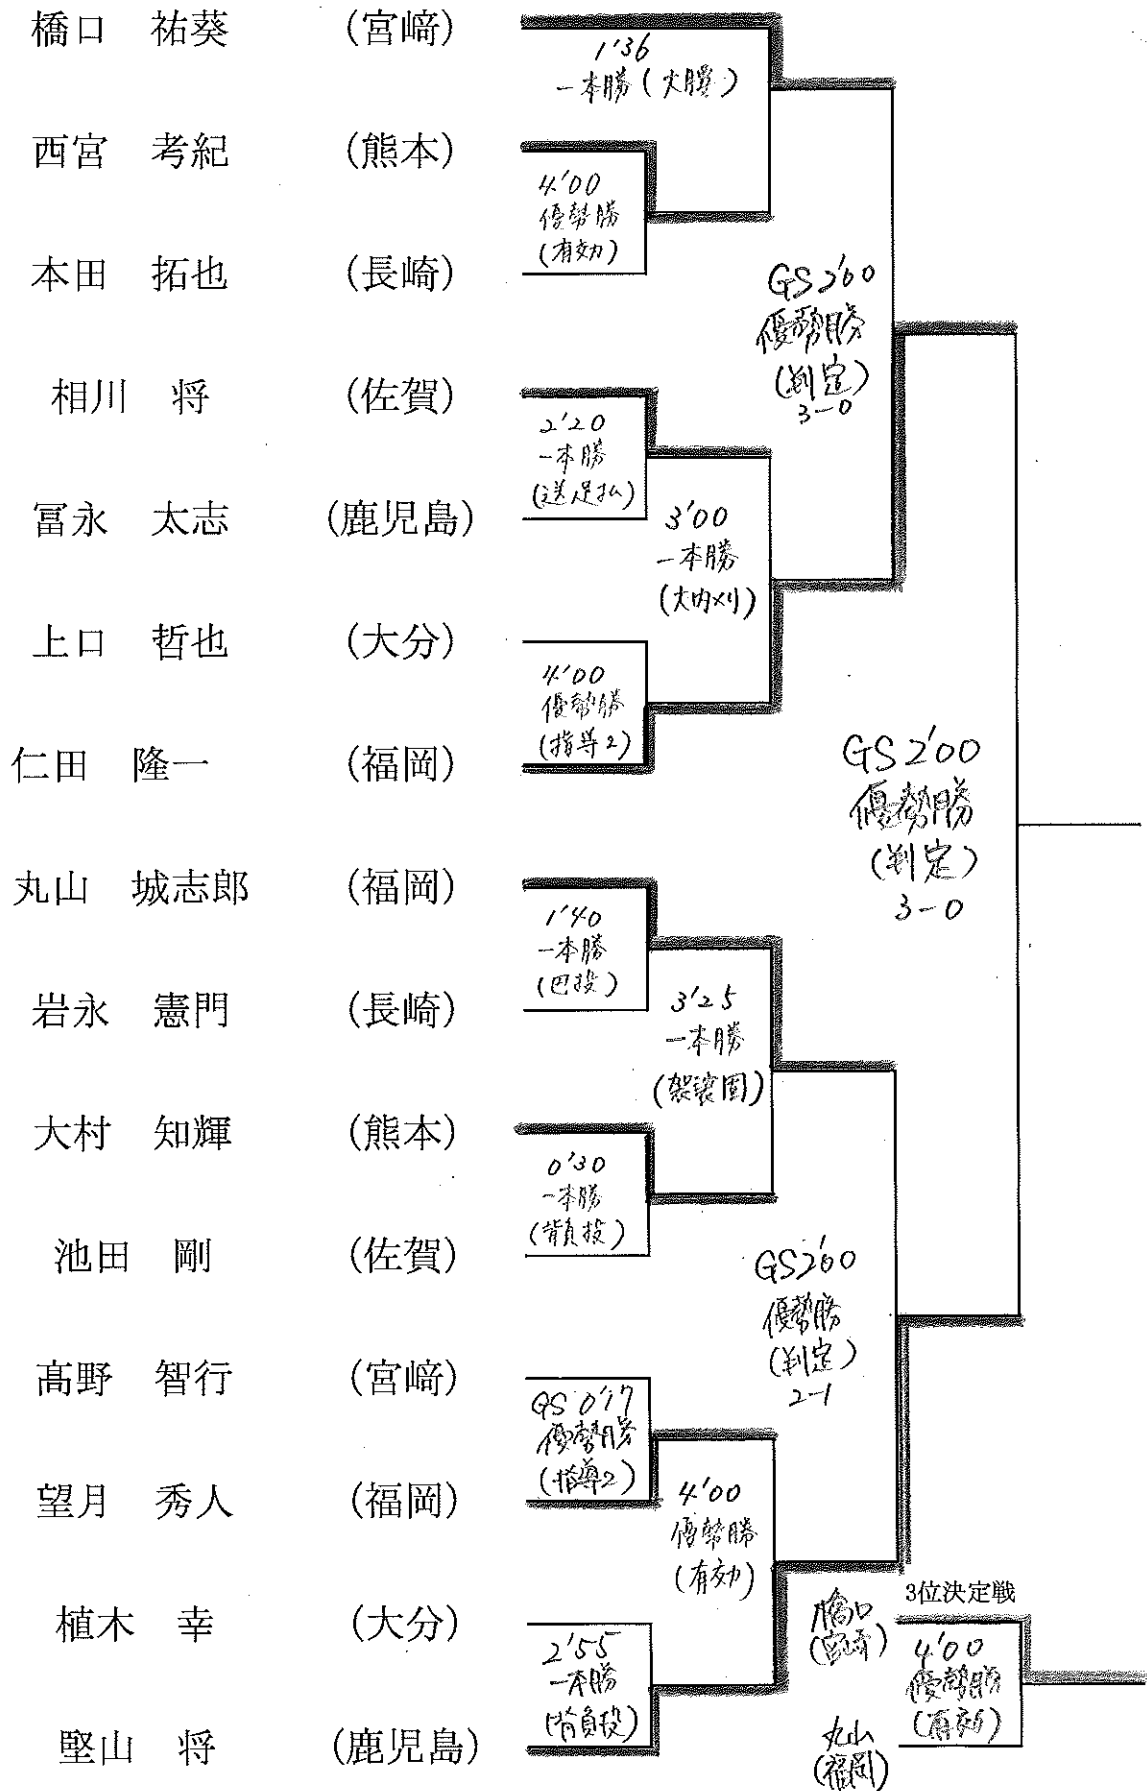 橋口　祐葵　(宮崎)
1'36
一本勝(大腰)
西宮　考紀　(熊本)
4'00
優勢勝
(有効)
本田　拓也　(長崎)
GS2'00
優勢勝
(判定)
3-0
相川　将　(佐賀)
2'20
一本勝
(送足払)
冨永　太志　(鹿児島)
3'00
一本勝
(大内刈)
上口　哲也　(大分)
4'00
優勢勝
(指導2)
仁田　隆一　(福岡)
GS2'00
優勢勝
(判定)
3-0
丸山　城志郎　(福岡)
1'40
一本勝
(巴投)
岩永　憲門　(長崎)
3'25
一本勝
(袈裟固)
大村　知輝　(熊本)
0'30
一本勝
(背負投)
池田　剛　(佐賀)
GS2'00
優勢勝
(判定)
2-1
髙野　智行　(宮崎)
GS 0'17
優勢勝
(指導2)
望月　秀人　(福岡)
4'00
優勢勝
(有効)
植木　幸　(大分)
2'55
一本勝
(背負投)
堅山　将　(鹿児島)
3位決定戦
橋口
(宮崎)
4'00
優勢勝
(有効)
丸山
(福岡)